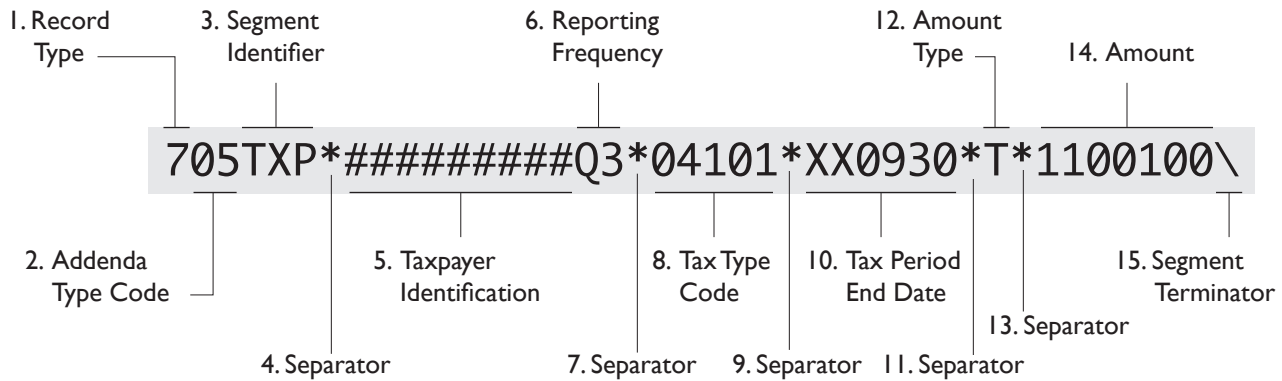 1. Record
Type
3. Segment
Identifier
6. Reporting
Frequency
12. Amount
Type
14. Amount
705TXP*#########Q3*04101*XX0930*T*1100100\
2. Addenda
Type Code
5. Taxpayer
Identification
8. Tax Type
Code
10. Tax Period
End Date
15. Segment
Terminator
13. Separator
4. Separator
7. Separator
9. Separator
11. Separator